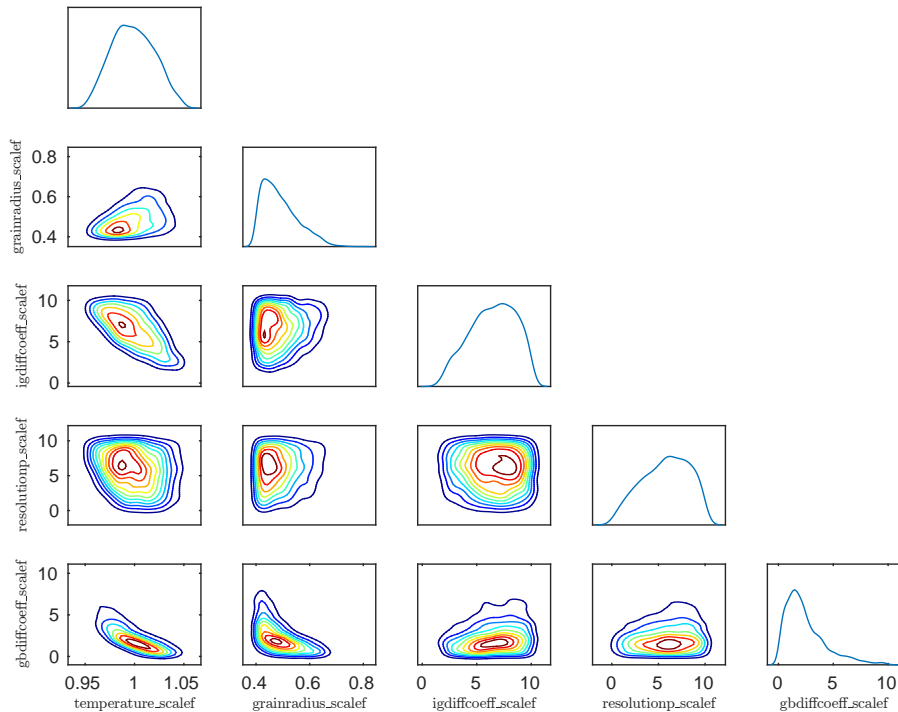 grainradius_scalef
0.8
0.6
0.4
igdiffcoeff_scalef
10
5
0
resolutionp_scalef
10
5
0
gbdiffcoeff_scalef
10
5
0
0.95 1 1.05 0.4 0.6 0.8 0 5 10 0 5 10 0 5 10
temperature_scalef grainradius_scalef igdiffcoeff_scalef resolutionp_scalef gbdiffcoeff_scalef